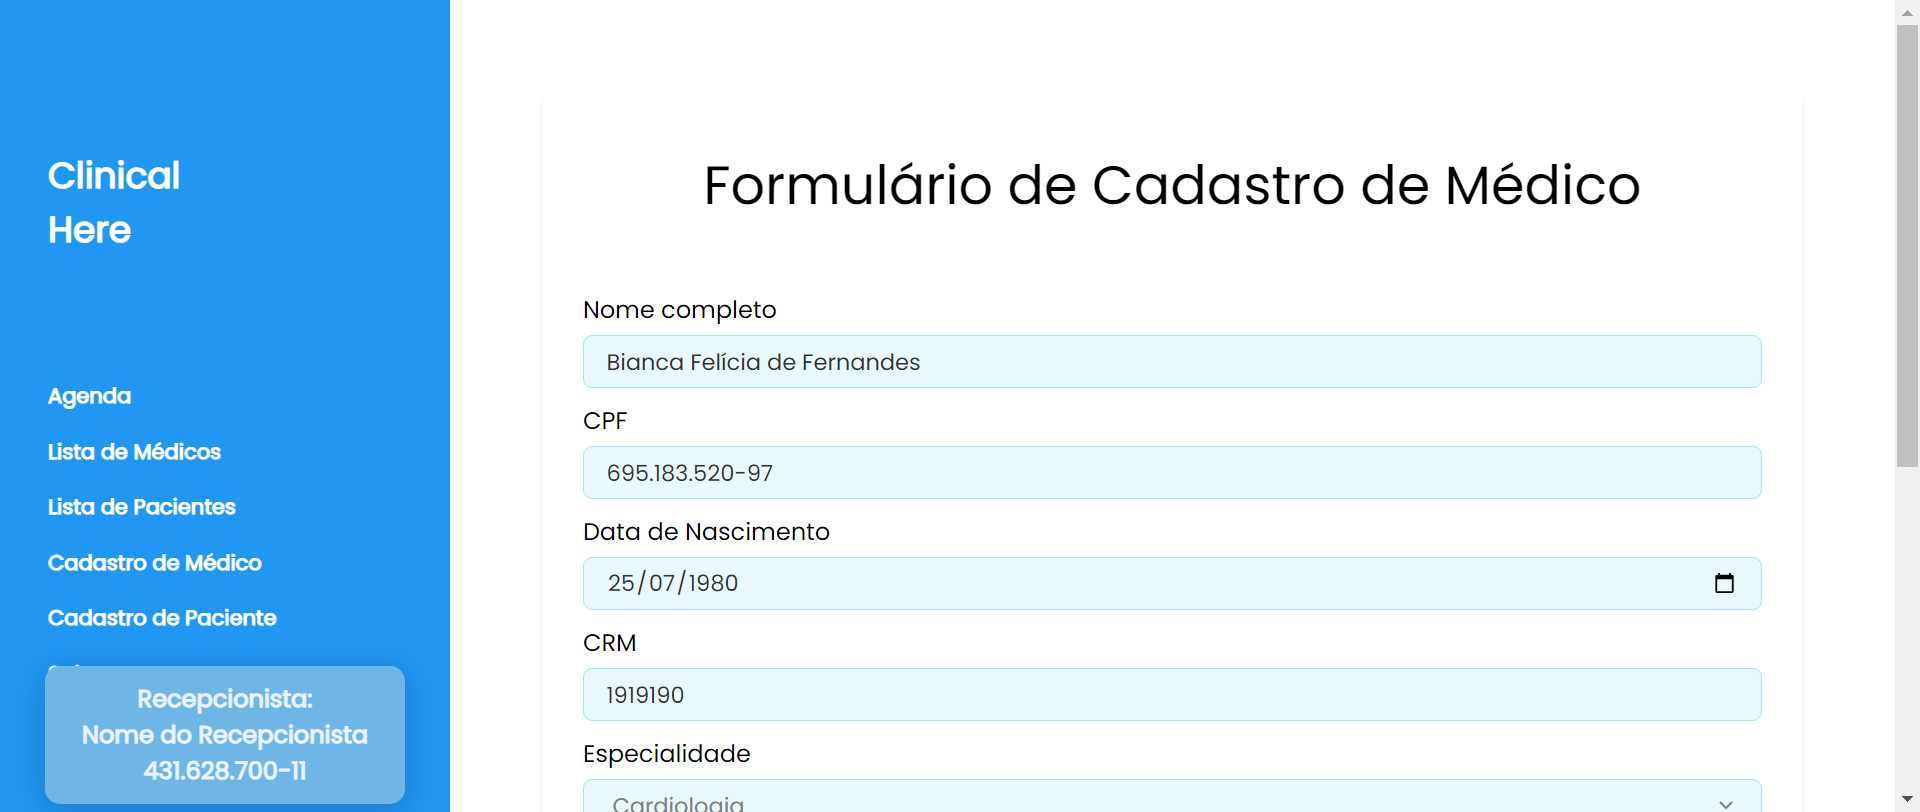 Clinical
Here
Agenda
Lista de Médicos
Lista de Pacientes
Cadastro de Médico
Cadastro de Paciente
Recepcionista:
Nome do Recepcionista
431.628.700-11
Formulário de Cadastro de Médico
Nome completo
Bianca Felícia de Fernandes
CPF
695.183.520-97
Data de Nascimento
25/07/1980
CRM
1919190
Especialidade
Cardiologia